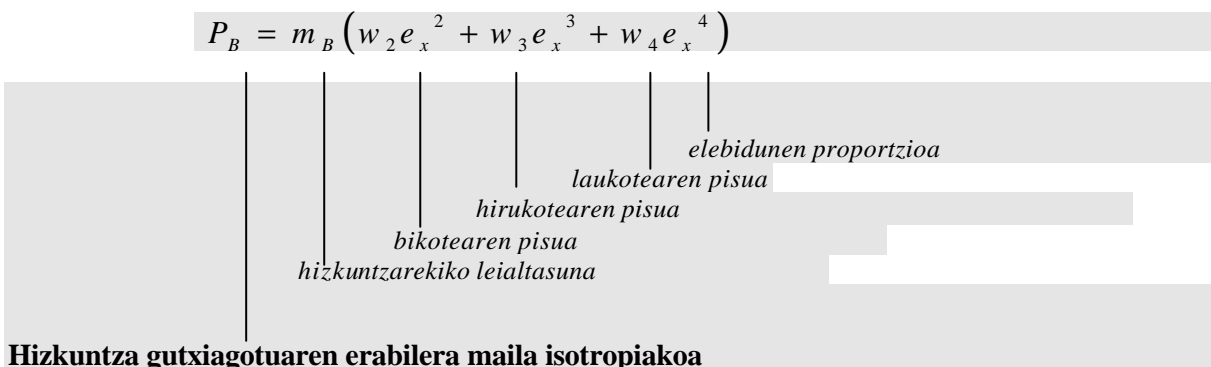 P_B = m_B (w_2 e_x^2 + w_3 e_x^3 + w_4 e_x^4)
elebidunen proportzioa
laukotearen pisua
hirukotearen pisua
bikotearen pisua
hizkuntzarekiko leialtasuna
Hizkuntza gutxiagotuaren erabilera maila isotropiakoa